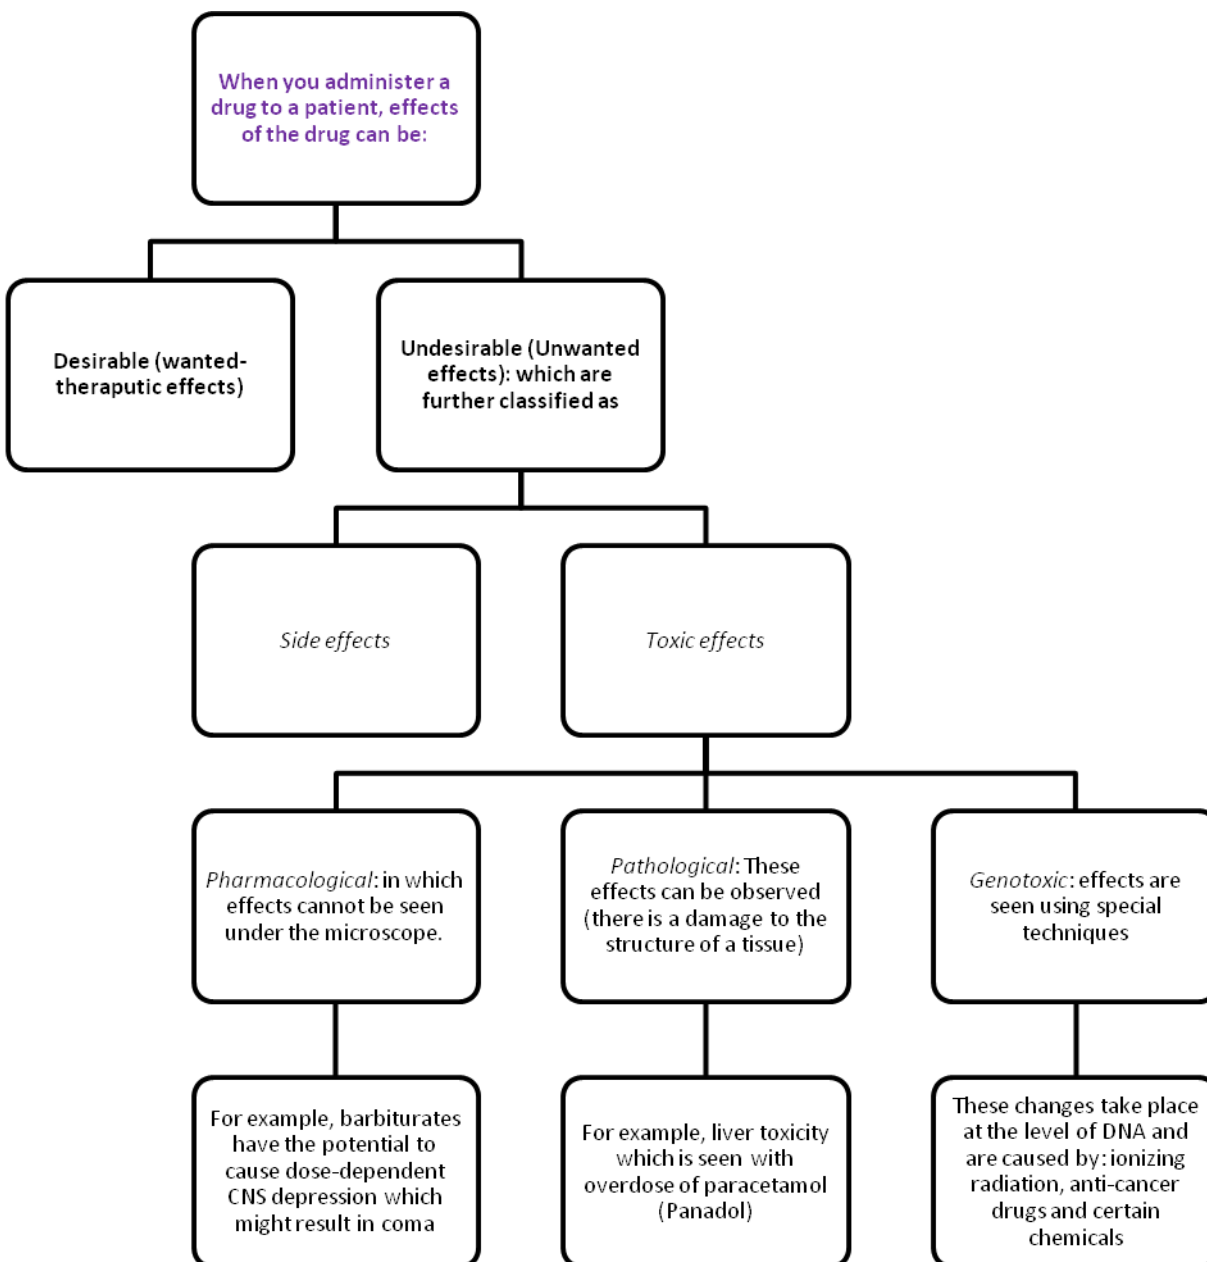 When you administer a
drug to a patient, effects
of the drug can be:
Desirable (wanted-
theraputic effects)
Undesirable (Unwanted
effects): which are
further classified as
Side effects
Toxic effects
Pharmacological: in which
effects cannot be seen
under the microscope.
Pathological: These
effects can be observed
(there is a damage to the
structure of a tissue)
Genotoxic: effects are
seen using special
techniques
For example, barbiturates
have the potential to
cause dose-dependent
CNS depression which
might result in coma
For example, liver toxicity
which is seen with
overdose of paracetamol
(Panadol)
These changes take place
at the level of DNA and
are caused by: ionizing
radiation, anti-cancer
drugs and certain
chemicals